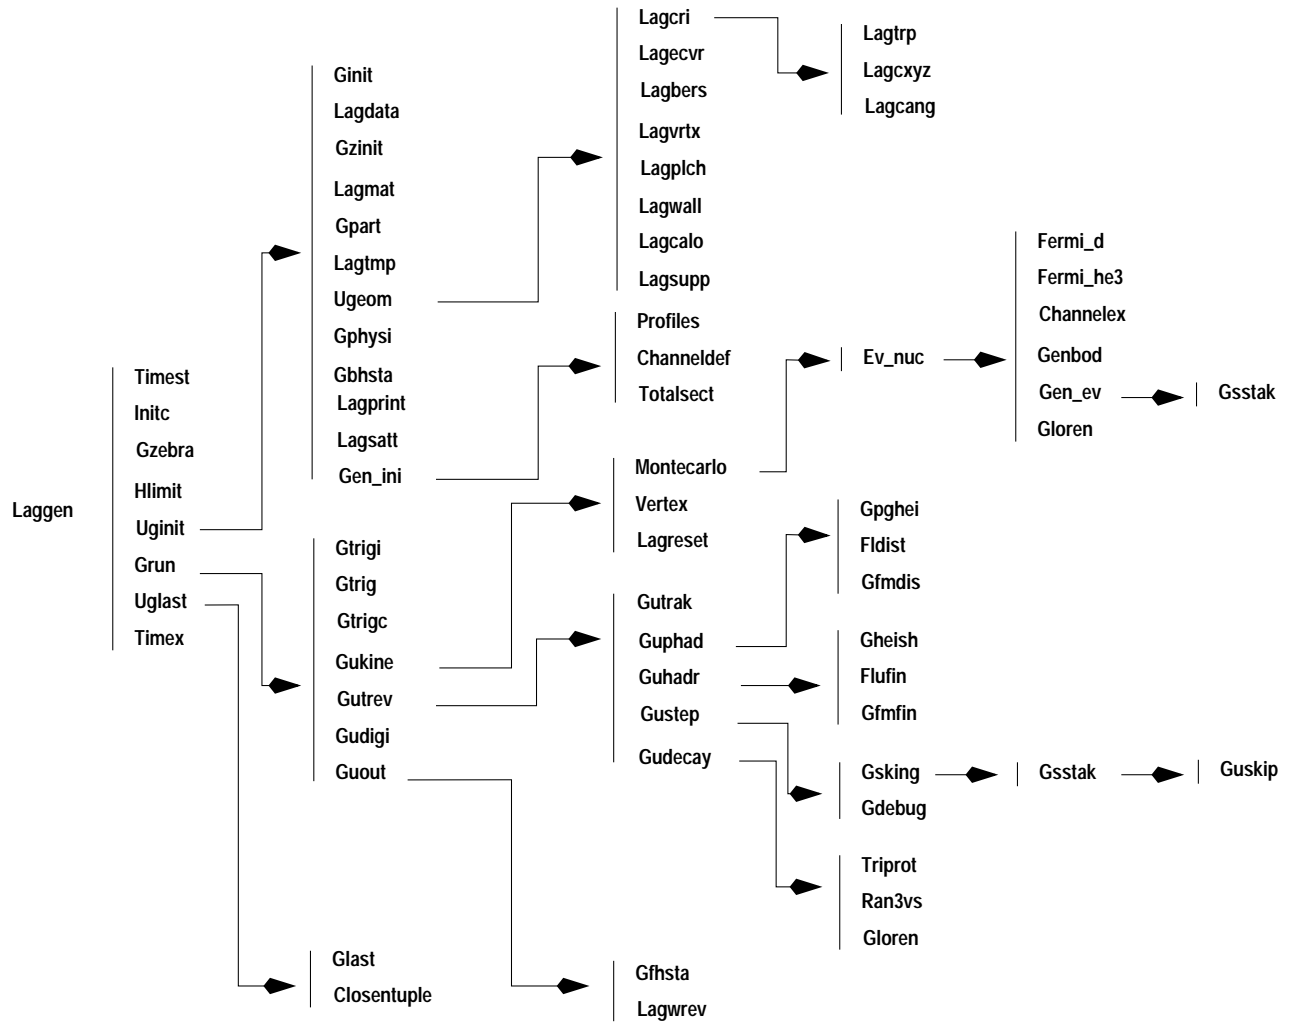 Laggen
Timest
Initc
Gzebra
Hlimit
Uginit
Grun
Uglast
Timex
Ginit
Lagdata
Gzinit
Lagmat
Gpart
Lagtmp
Ugeom
Gphysi
Gbhsta
Lagprint
Lagsatt
Gen_ini
Gtrigi
Gtrig
Gtrigc
Gukine
Gutrev
Gudigi
Guout
Glast
Closentuple
Lagcri
Lagecvr
Lagbers
Lagvrtx
Lagplch
Lagwall
Lagcalo
Lagsupp
Profiles
Channeldef
Totalsect
Montecarlo
Vertex
Lagreset
Gutrak
Guphad
Guhadr
Gustep
Gudecay
Gfhsta
Lagwrev
Lagtrp
Lagcxyz
Lagcang
Ev_nuc
Gpghei
Fldist
Gfmdis
Gheish
Flufin
Gfmfin
Gsking
Gdebug
Triprot
Ran3vs
Gloren
Fermi_d
Fermi_he3
Channelex
Genbod
Gen_ev
Gloren
Gsstak
Gsstak
Guskip